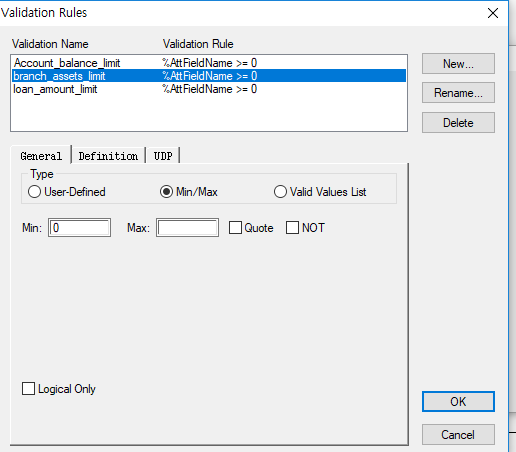 Validation Rules
Validation Name Validation Rule
Account_balance_limit %AttFieldName >= 0
branch_assets_limit %AttFieldName >= 0
loan_amount_limit %AttFieldName >= 0
New...
Rename...
Delete
General Definition UDP
Type
User-Defined Min/Max Valid Values List
Min: 0 Max: Quote NOT
Logical Only
OK
Cancel